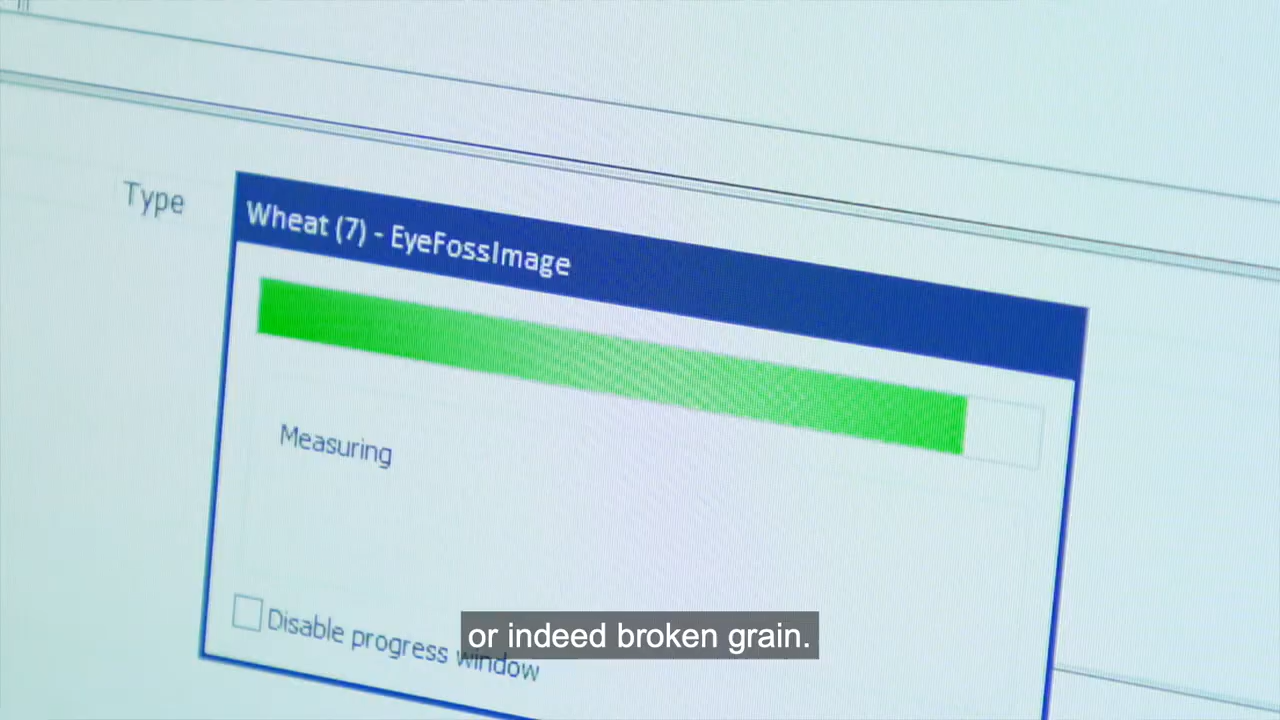 Type
Wheat (7) - EyeFossImage
Measuring
Disable progress window
or indeed broken grain.